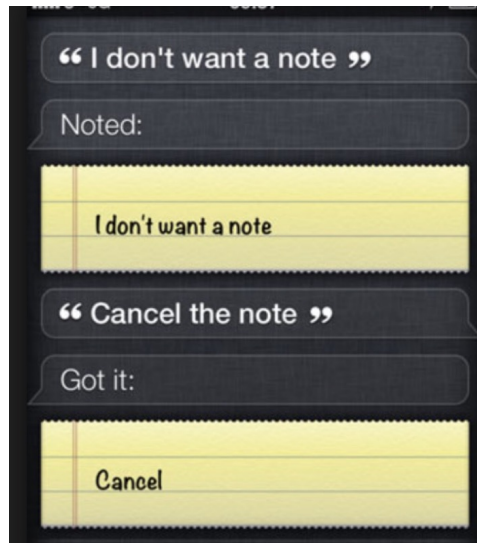 “ I don't want a note ”
Noted:
I don't want a note
“ Cancel the note ”
Got it:
Cancel